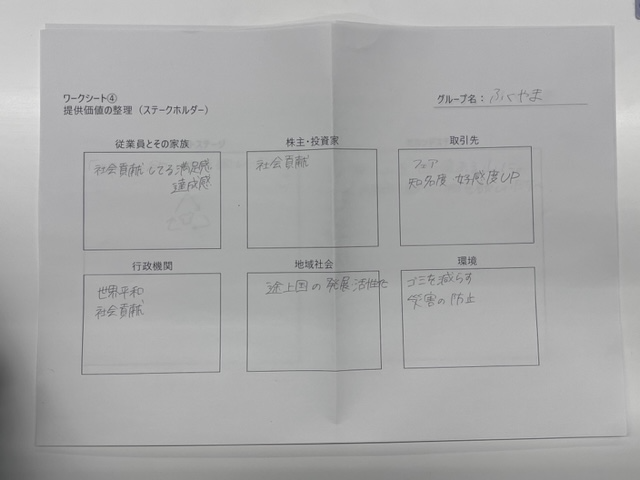 ワークシート④
提供価値の整理（ステークホルダー）
グループ名：ふくやま
従業員とその家族
社会貢献してる満足感
達成感
株主・投資家
社会貢献
取引先
フェア
知名度 好感度UP
行政機関
世界平和
社会貢献
地域社会
途上国の発展活性化
環境
ゴミを減らす
災害の防止